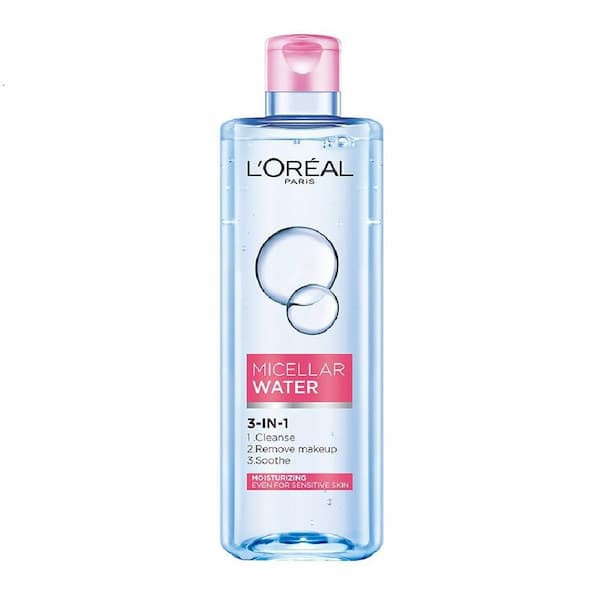 L'ORÉAL
PARIS
MICELLAR
WATER
3-IN-1
1.Cleanse
2.Remove makeup
3.Soothe
MOISTURIZING
EVEN FOR SENSITIVE SKIN